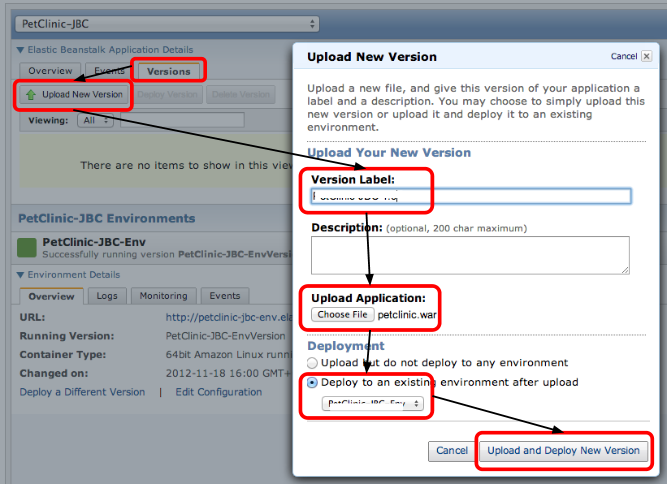 PetClinic-JBC
Elastic Beanstalk Application Details
Overview Events Versions
Upload New Version Deploy Version Delete Version
Viewing: All
There are no items to show in this view
PetClinic-JBC Environments
PetClinic-JBC-Env
Successfully running version PetClinic-JBC-EnvVersi
Environment Details
Overview Logs Monitoring Events
URL: http://petclinic-jbc-env.ela
Running Version: PetClinic-JBC-EnvVersion
Container Type: 64bit Amazon Linux runni
Changed on: 2012-11-18 16:00 GMT+
Deploy a Different Version | Edit Configuration
Upload New Version Cancel
Upload a new file, and give this version of your application a
label and a description. You may choose to simply upload this
new version or upload it and deploy it to an existing
environment.
Upload Your New Version
Version Label:
Description: (optional, 200 char maximum)
Upload Application:
Choose File petclinic.war
Deployment
Upload but do not deploy to any environment
Deploy to an existing environment after upload
PetClinic-JBC-Env
Cancel Upload and Deploy New Version